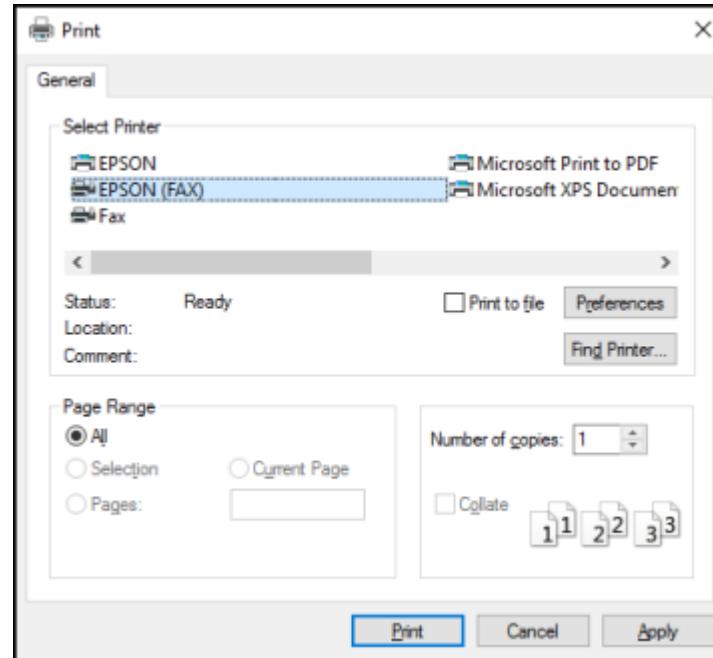 Print
General
Select Printer
EPSON
EPSON (FAX)
Fax
Microsoft Print to PDF
Microsoft XPS Documen
Status: Ready
Location:
Comment:
Print to file
Preferences
Find Printer...
Page Range
All
Selection
Current Page
Pages:
Number of copies: 1
Collate
1 1 2 2 3 3
Print
Cancel
Apply